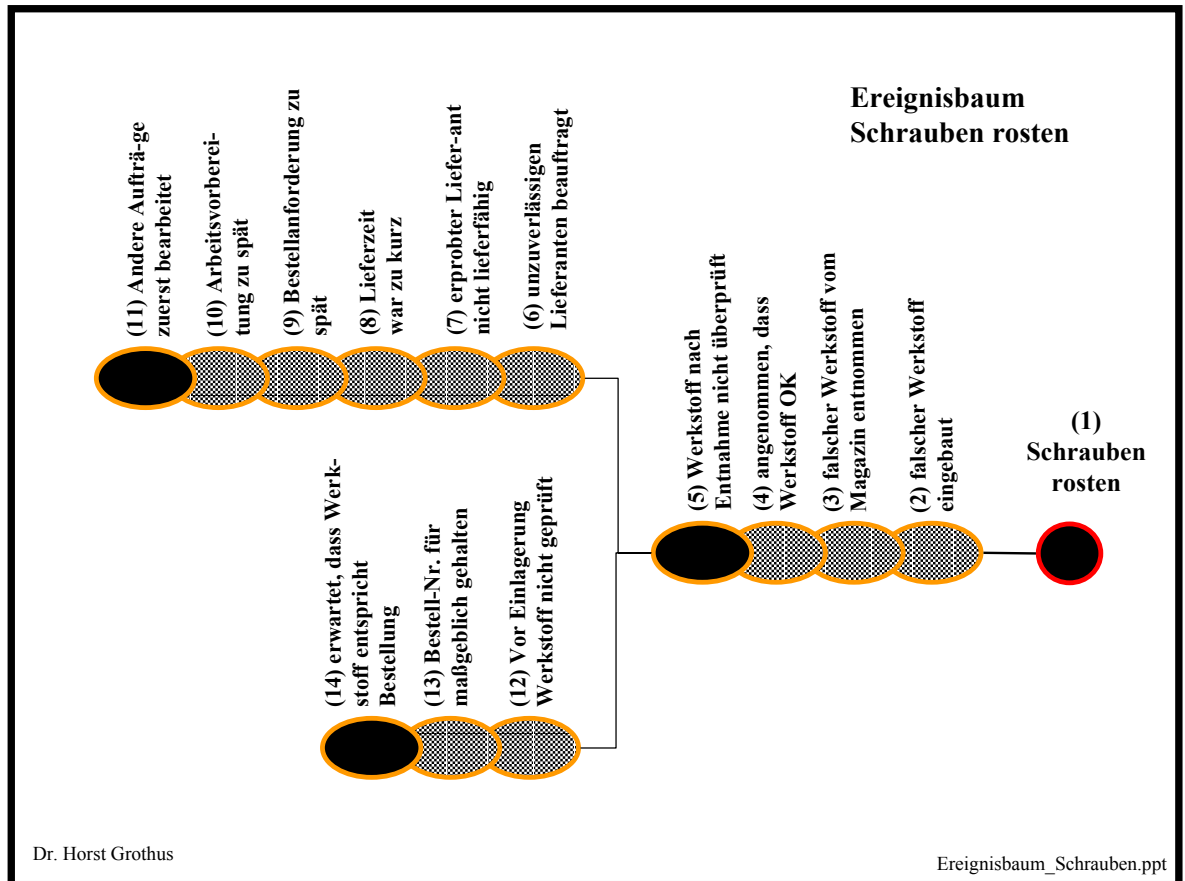 Ereignisbaum
Schrauben rosten
(11) Andere Aufträ-ge
zuerst bearbeitet
(10) Arbeitsvorberei-
tung zu spät
(9) Bestellanforderung zu
spät
(8) Lieferzeit
war zu kurz
(7) erprobter Liefer-ant
nicht lieferfähig
(6) unzuverlässigen
Lieferanten beauftragt
(5) Werkstoff nach
Entnahme nicht überprüft
(4) angenommen, dass
Werkstoff OK
(3) falscher Werkstoff vom
Magazin entnommen
(2) falscher Werkstoff
eingebaut
(1)
Schrauben
rosten
(14) erwartet, dass Werk-
stoff entspricht
Bestellung
(13) Bestell-Nr. für
maßgeblich gehalten
(12) Vor Einlagerung
Werkstoff nicht geprüft
Dr. Horst Grothus
Ereignisbaum_Schrauben.ppt